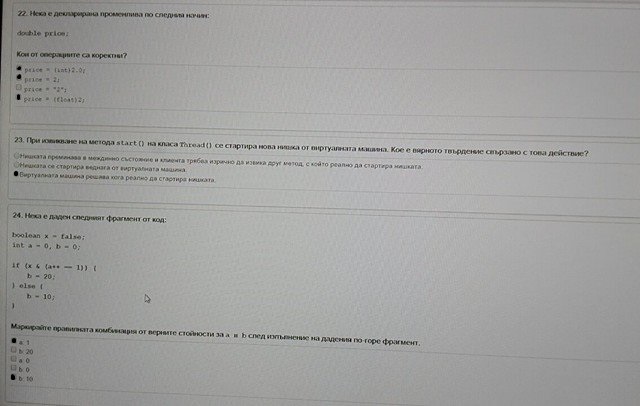 22. Нека е декларирана променлива по следния начин:
double price;
Кои от операциите са коректни?
price = (int)2.0;
price = 2;
price = "2";
price = (float)2;
23. При извикване на метода start() на класа Thread() се стартира нова нишка от виртуалната машина. Кое е вярното твърдение свързано с това действие?
Нишката преминава в междинно състояние и клиента трябва изрично да извика друг метод, с който реално да стартира нишката.
Нишката се стартира веднага от виртуалната машина.
Виртуалната машина решава кога реално да стартира нишката.
24. Нека е даден следният фрагмент от код:
boolean x = false;
int a = 0, b = 0;
if (x & (a++ == 1)) {
b = 20;
} else {
b = 10;
}
Маркирайте правилната комбинация от верните стойности за a и b след изпълнение на дадения по-горе фрагмент.
a: 1
b: 20
a: 0
b: 0
b: 10